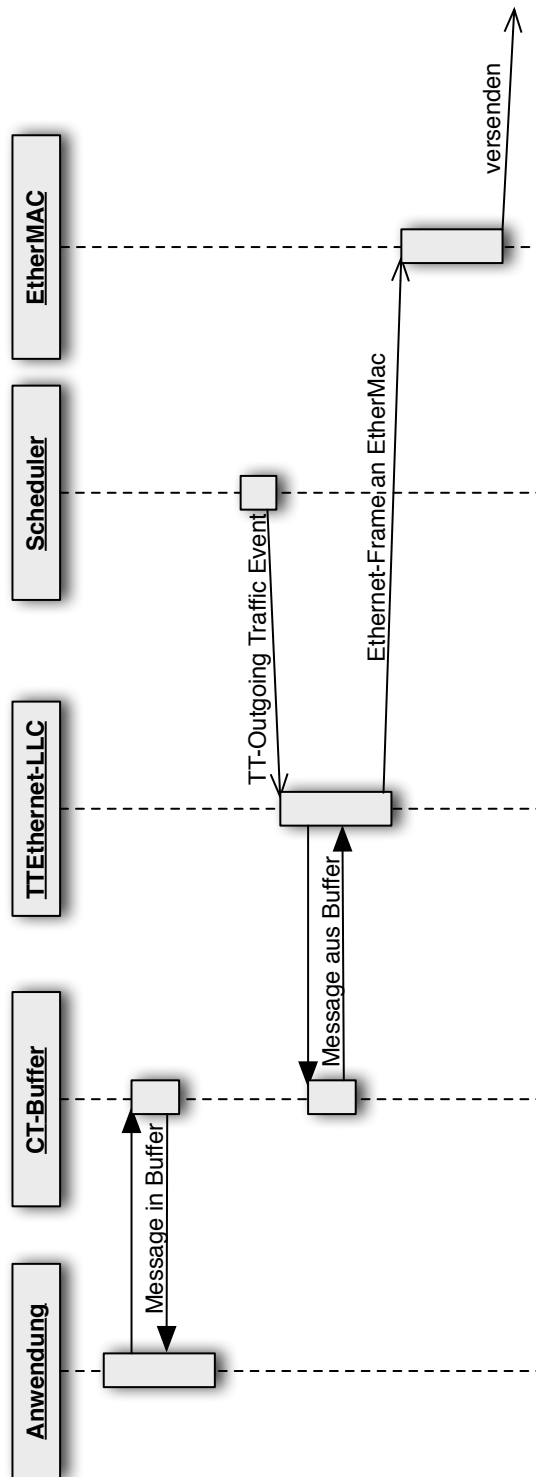 Anwendung
CT-Buffer
TTEthernet-LLC
Scheduler
EtherMAC
Message in Buffer
TT-Outgoing Traffic Event
Message aus Buffer
Ethernet-Frame an EtherMac
versenden